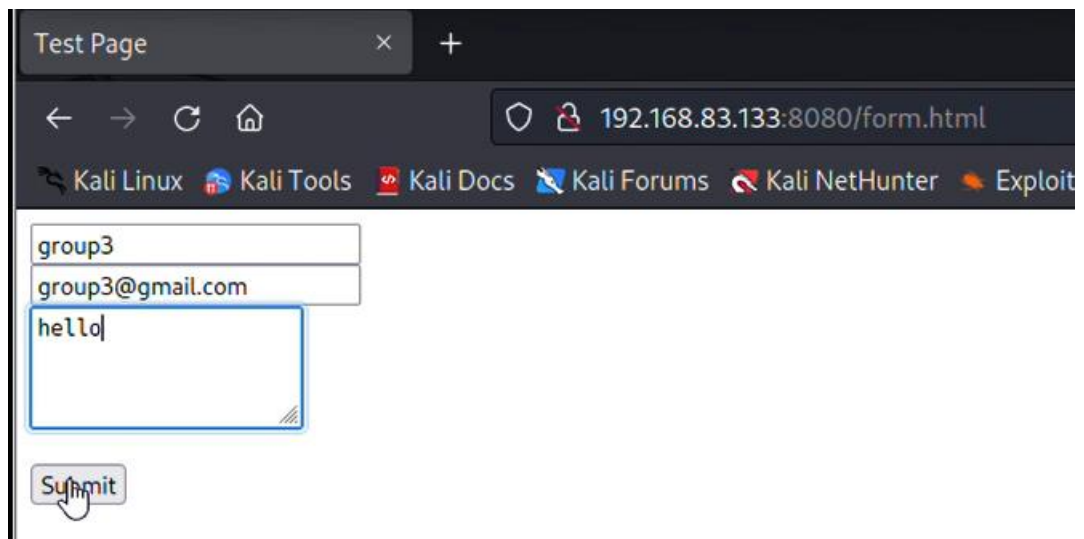 Test Page
192.168.83.133:8080/form.html
Kali Linux Kali Tools Kali Docs Kali Forums Kali NetHunter Exploit
group3
group3@gmail.com
hello
Submit